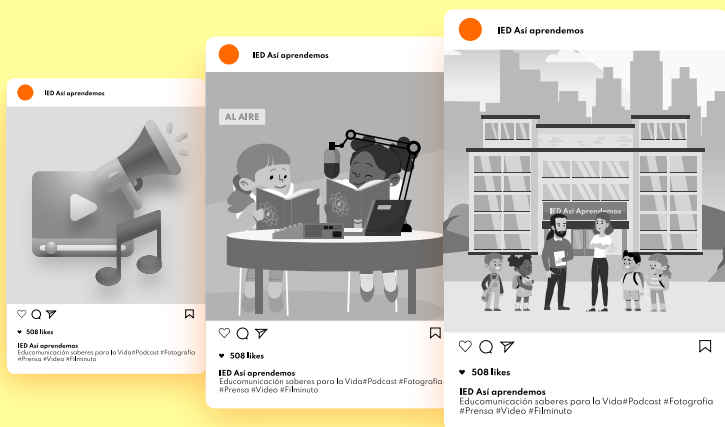 IED Así aprendemos
508 likes
IED Así aprendemos
Educomunicación saberes para la Vida#Podcast #Fotografía
#Prensa #Video #Filminuto
IED Así aprendemos
AL AIRE
508 likes
IED Así aprendemos
Educomunicación saberes para la Vida#Podcast #Fotografía
#Prensa #Video #Filminuto
IED Así aprendemos
IED Así Aprendemos
508 likes
IED Así aprendemos
Educomunicación saberes para la Vida#Podcast #Fotografía
#Prensa #Video #Filminuto